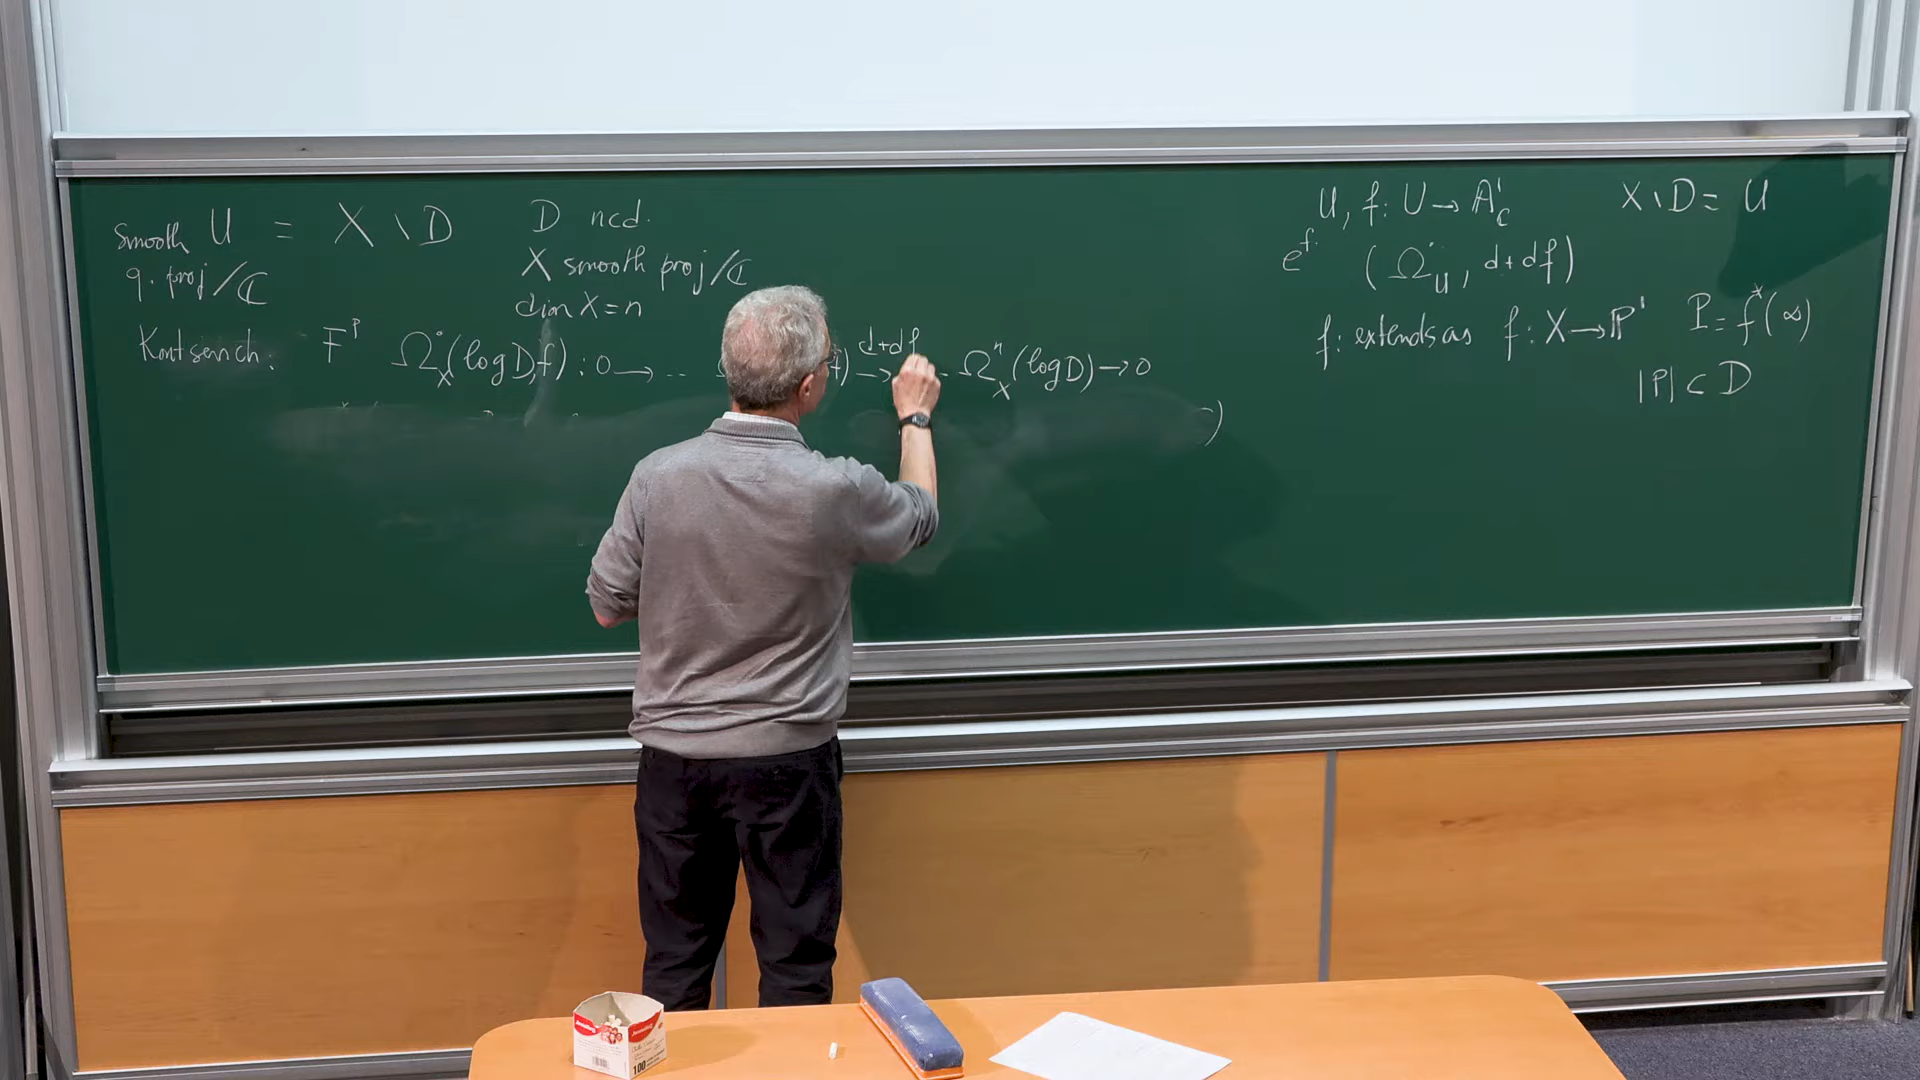 Smooth U = X \ D    D ncd.
q. proj/ℂ    X smooth proj/ℂ
dim X = n
Kontsevich: F^p Ω^•_X(log D, f) : 0 → ·· Ω f) →^{d+df} · Ω^n_X(log D) → 0
U, f: U → A^1_C    X \ D = U
e^f    (Ω^•_U, d+df)
f: extends as f: X → P^1    P = f^*(∞)
|P| ⊂ D
100